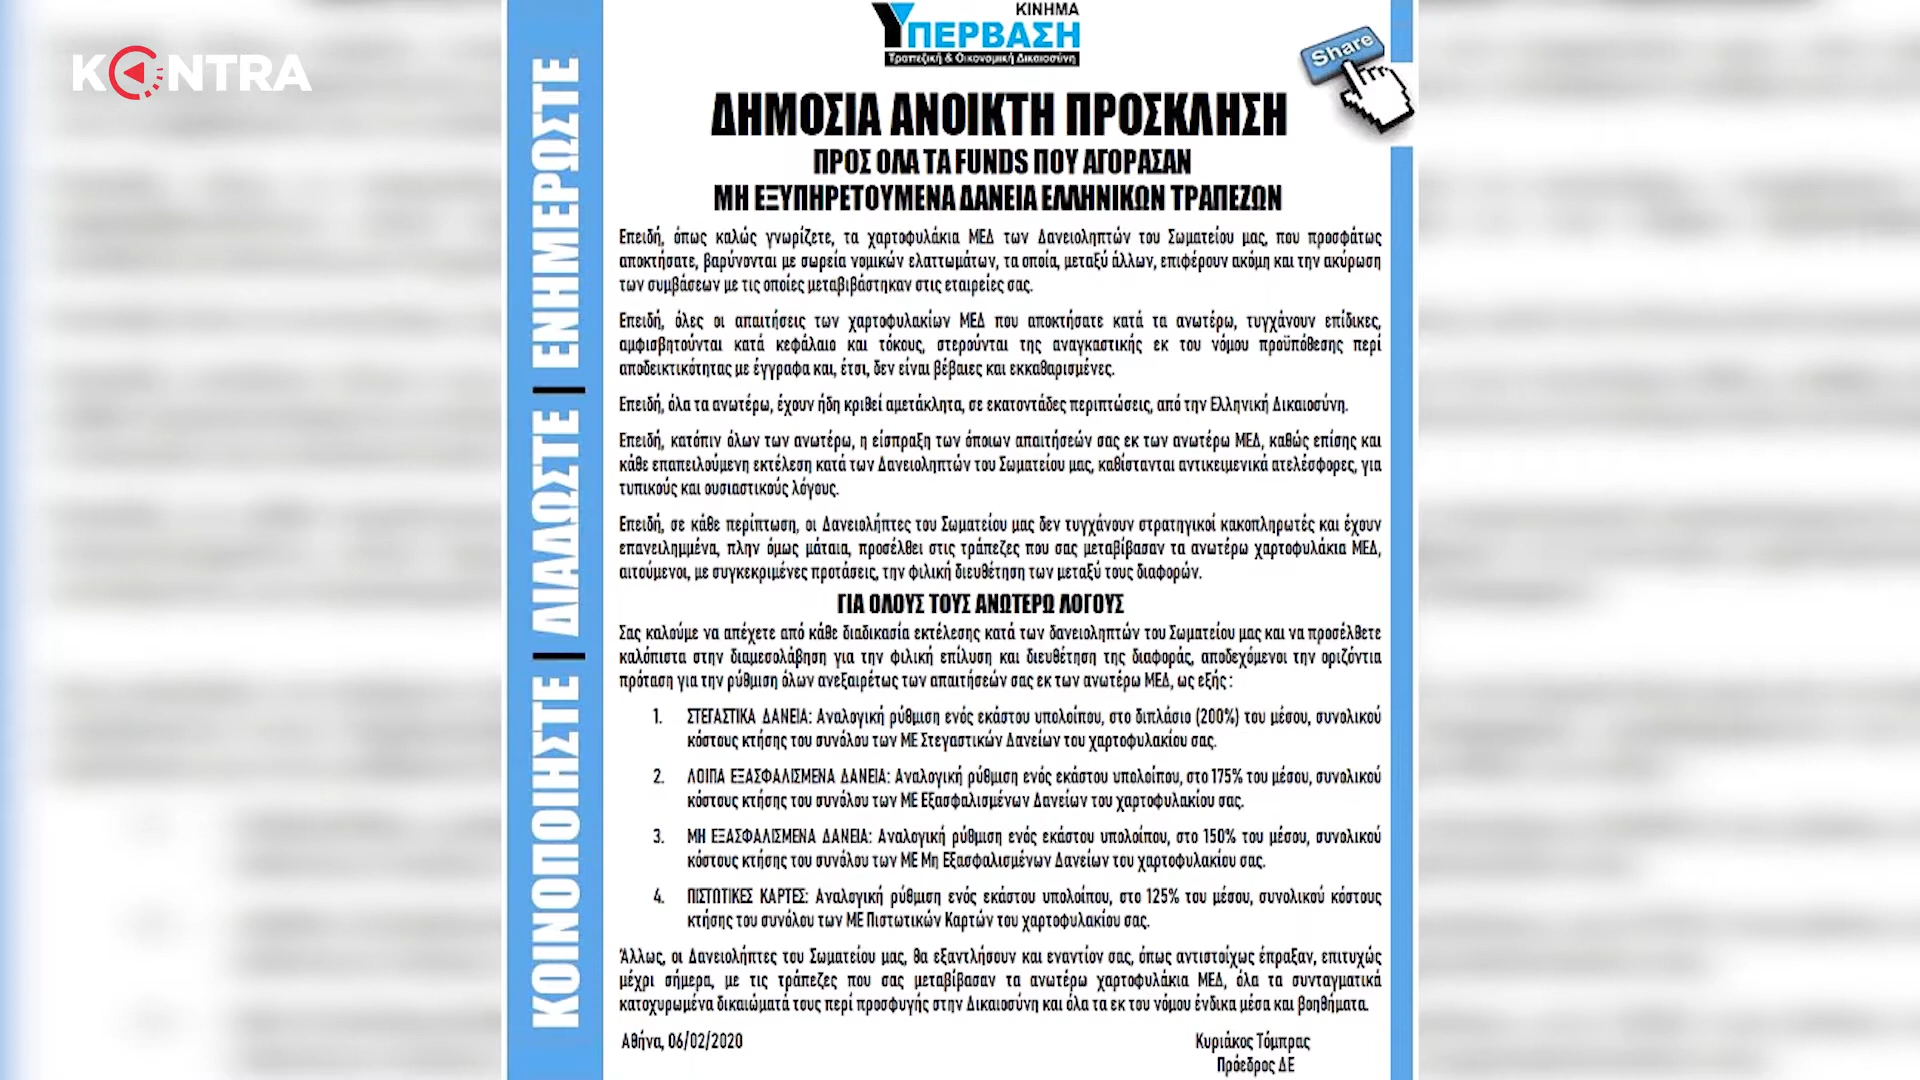 KONTRA
ΚΙΝΗΜΑ
ΥΠΕΡΒΑΣΗ
Τραπεζική & Οικονομική Δικαιοσύνη
Share
ΚΟΙΝΟΠΟΙΗΣΤΕ | ΔΙΑΔΩΣΤΕ | ΕΝΗΜΕΡΩΣΤΕ
ΔΗΜΟΣΙΑ ΑΝΟΙΚΤΗ ΠΡΟΣΚΛΗΣΗ
ΠΡΟΣ ΟΛΑ ΤΑ FUNDS ΠΟΥ ΑΓΟΡΑΣΑΝ
ΜΗ ΕΞΥΠΗΡΕΤΟΥΜΕΝΑ ΔΑΝΕΙΑ ΕΛΛΗΝΙΚΩΝ ΤΡΑΠΕΖΩΝ
Επειδή, όπως καλώς γνωρίζετε, τα χαρτοφυλάκια ΜΕΔ των Δανειοληπτών του Σωματείου μας, που προσφάτως
αποκτήσατε, βαρύνονται με σωρεία νομικών ελαττωμάτων, τα οποία, μεταξύ άλλων, επιφέρουν ακόμη και την ακύρωση
των συμβάσεων με τις οποίες μεταβιβάστηκαν στις εταιρείες σας.
Επειδή, όλες οι απαιτήσεις των χαρτοφυλακίων ΜΕΔ που αποκτήσατε κατά τα ανωτέρω, τυγχάνουν επίδικες,
αμφισβητούνται κατά κεφάλαιο και τόκους, στερούνται της αναγκαστικής εκ του νόμου προϋπόθεσης περί
αποδεικτικότητας με έγγραφα και, έτσι, δεν είναι βέβαιες και εκκαθαρισμένες.
Επειδή, όλα τα ανωτέρω, έχουν ήδη κριθεί αμετάκλητα, σε εκατοντάδες περιπτώσεις, από την Ελληνική Δικαιοσύνη.
Επειδή, κατόπιν όλων των ανωτέρω, η είσπραξη των όποιων απαιτήσεών σας εκ των ανωτέρω ΜΕΔ, καθώς επίσης και
κάθε επαπειλούμενη εκτέλεση κατά των Δανειοληπτών του Σωματείου μας, καθίστανται αντικειμενικά ατελέσφορες, για
τυπικούς και ουσιαστικούς λόγους.
Επειδή, σε κάθε περίπτωση, οι Δανειολήπτες του Σωματείου μας δεν τυγχάνουν στρατηγικοί κακοπληρωτές και έχουν
επανειλημμένα, πλην όμως μάταια, προσέλθει στις τράπεζες που σας μεταβίβασαν τα ανωτέρω χαρτοφυλάκια ΜΕΔ,
αιτούμενοι, με συγκεκριμένες προτάσεις, την φιλική διευθέτηση των μεταξύ τους διαφορών.
ΓΙΑ ΟΛΟΥΣ ΤΟΥΣ ΑΝΩΤΕΡΩ ΛΟΓΟΥΣ
Σας καλούμε να απέχετε από κάθε διαδικασία εκτέλεσης κατά των δανειοληπτών του Σωματείου μας και να προσέλθετε
καλόπιστα στην διαμεσολάβηση για την φιλική επίλυση και διευθέτηση της διαφοράς, αποδεχόμενοι την οριζόντια
πρόταση για την ρύθμιση όλων ανεξαιρέτως των απαιτήσεών σας εκ των ανωτέρω ΜΕΔ, ως εξής:
1. ΣΤΕΓΑΣΤΙΚΑ ΔΑΝΕΙΑ: Αναλογική ρύθμιση ενός εκάστου υπολοίπου, στο διπλάσιο (200%) του μέσου, συνολικού
κόστους κτήσης του συνόλου των ΜΕ Στεγαστικών Δανείων του χαρτοφυλακίου σας.
2. ΛΟΙΠΑ ΕΞΑΣΦΑΛΙΣΜΕΝΑ ΔΑΝΕΙΑ: Αναλογική ρύθμιση ενός εκάστου υπολοίπου, στο 175% του μέσου, συνολικού
κόστους κτήσης του συνόλου των ΜΕ Εξασφαλισμένων Δανείων του χαρτοφυλακίου σας.
3. ΜΗ ΕΞΑΣΦΑΛΙΣΜΕΝΑ ΔΑΝΕΙΑ: Αναλογική ρύθμιση ενός εκάστου υπολοίπου, στο 150% του μέσου, συνολικού
κόστους κτήσης του συνόλου των ΜΕ Μη Εξασφαλισμένων Δανείων του χαρτοφυλακίου σας.
4. ΠΙΣΤΩΤΙΚΕΣ ΚΑΡΤΕΣ: Αναλογική ρύθμιση ενός εκάστου υπολοίπου, στο 125% του μέσου, συνολικού κόστους
κτήσης του συνόλου των ΜΕ Πιστωτικών Καρτών του χαρτοφυλακίου σας.
Άλλως, οι Δανειολήπτες του Σωματείου μας, θα εξαντλήσουν και εναντίον σας, όπως αντιστοίχως έπραξαν, επιτυχώς
μέχρι σήμερα, με τις τράπεζες που σας μεταβίβασαν τα ανωτέρω χαρτοφυλάκια ΜΕΔ, όλα τα συνταγματικά
κατοχυρωμένα δικαιώματά τους περί προσφυγής στην Δικαιοσύνη και όλα τα εκ του νόμου ένδικα μέσα και βοηθήματα.
Αθήνα, 06/02/2020
Κυριάκος Τόμπρας
Πρόεδρος ΔΕ